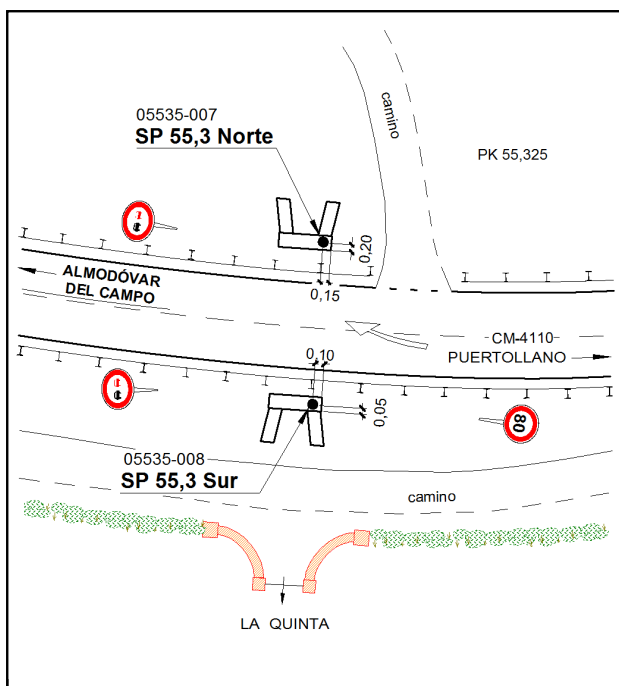 05535-007
SP 55,3 Norte
camino
PK 55,325
0,20
ALMODÓVAR
DEL CAMPO
0,15
CM-4110
PUERTOLLANO
0,10
0,05
80
05535-008
SP 55,3 Sur
camino
LA QUINTA